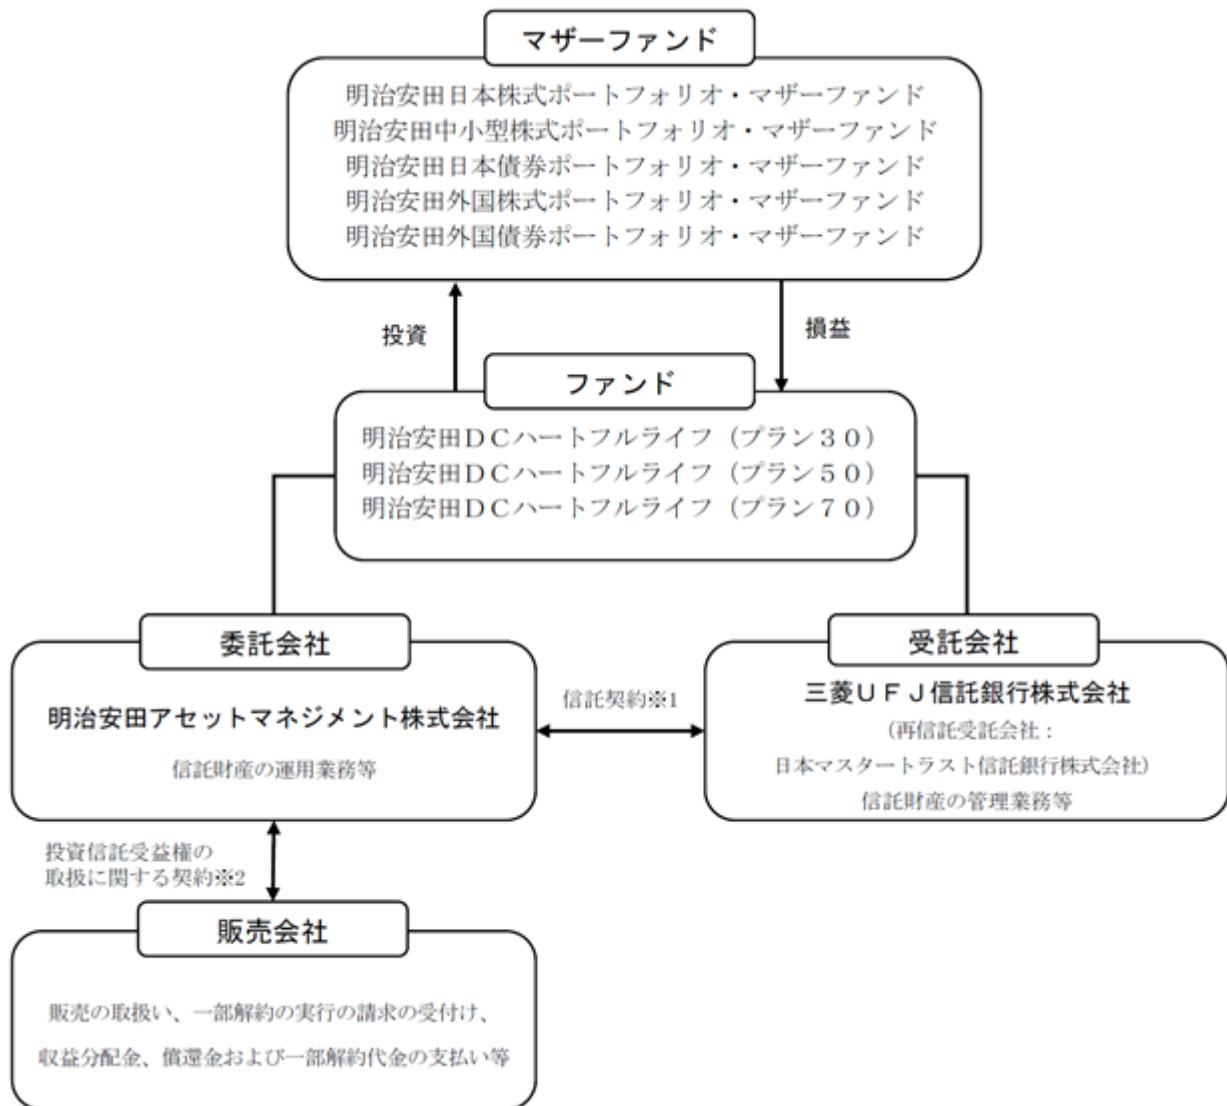 マザーファンド
明治安田日本株式ポートフォリオ・マザーファンド
明治安田中小型株式ポートフォリオ・マザーファンド
明治安田日本債券ポートフォリオ・マザーファンド
明治安田外国株式ポートフォリオ・マザーファンド
明治安田外国債券ポートフォリオ・マザーファンド
投資
損益
ファンド
明治安田ＤＣハートフルライフ（プラン３０）
明治安田ＤＣハートフルライフ（プラン５０）
明治安田ＤＣハートフルライフ（プラン７０）
委託会社
明治安田アセットマネジメント株式会社
信託財産の運用業務等
信託契約※1
受託会社
三菱ＵＦＪ信託銀行株式会社
（再信託受託会社：
日本マスタートラスト信託銀行株式会社）
信託財産の管理業務等
投資信託受益権の
取扱に関する契約※2
販売会社
販売の取扱い、一部解約の実行の請求の受付け、
収益分配金、償還金および一部解約代金の支払い等